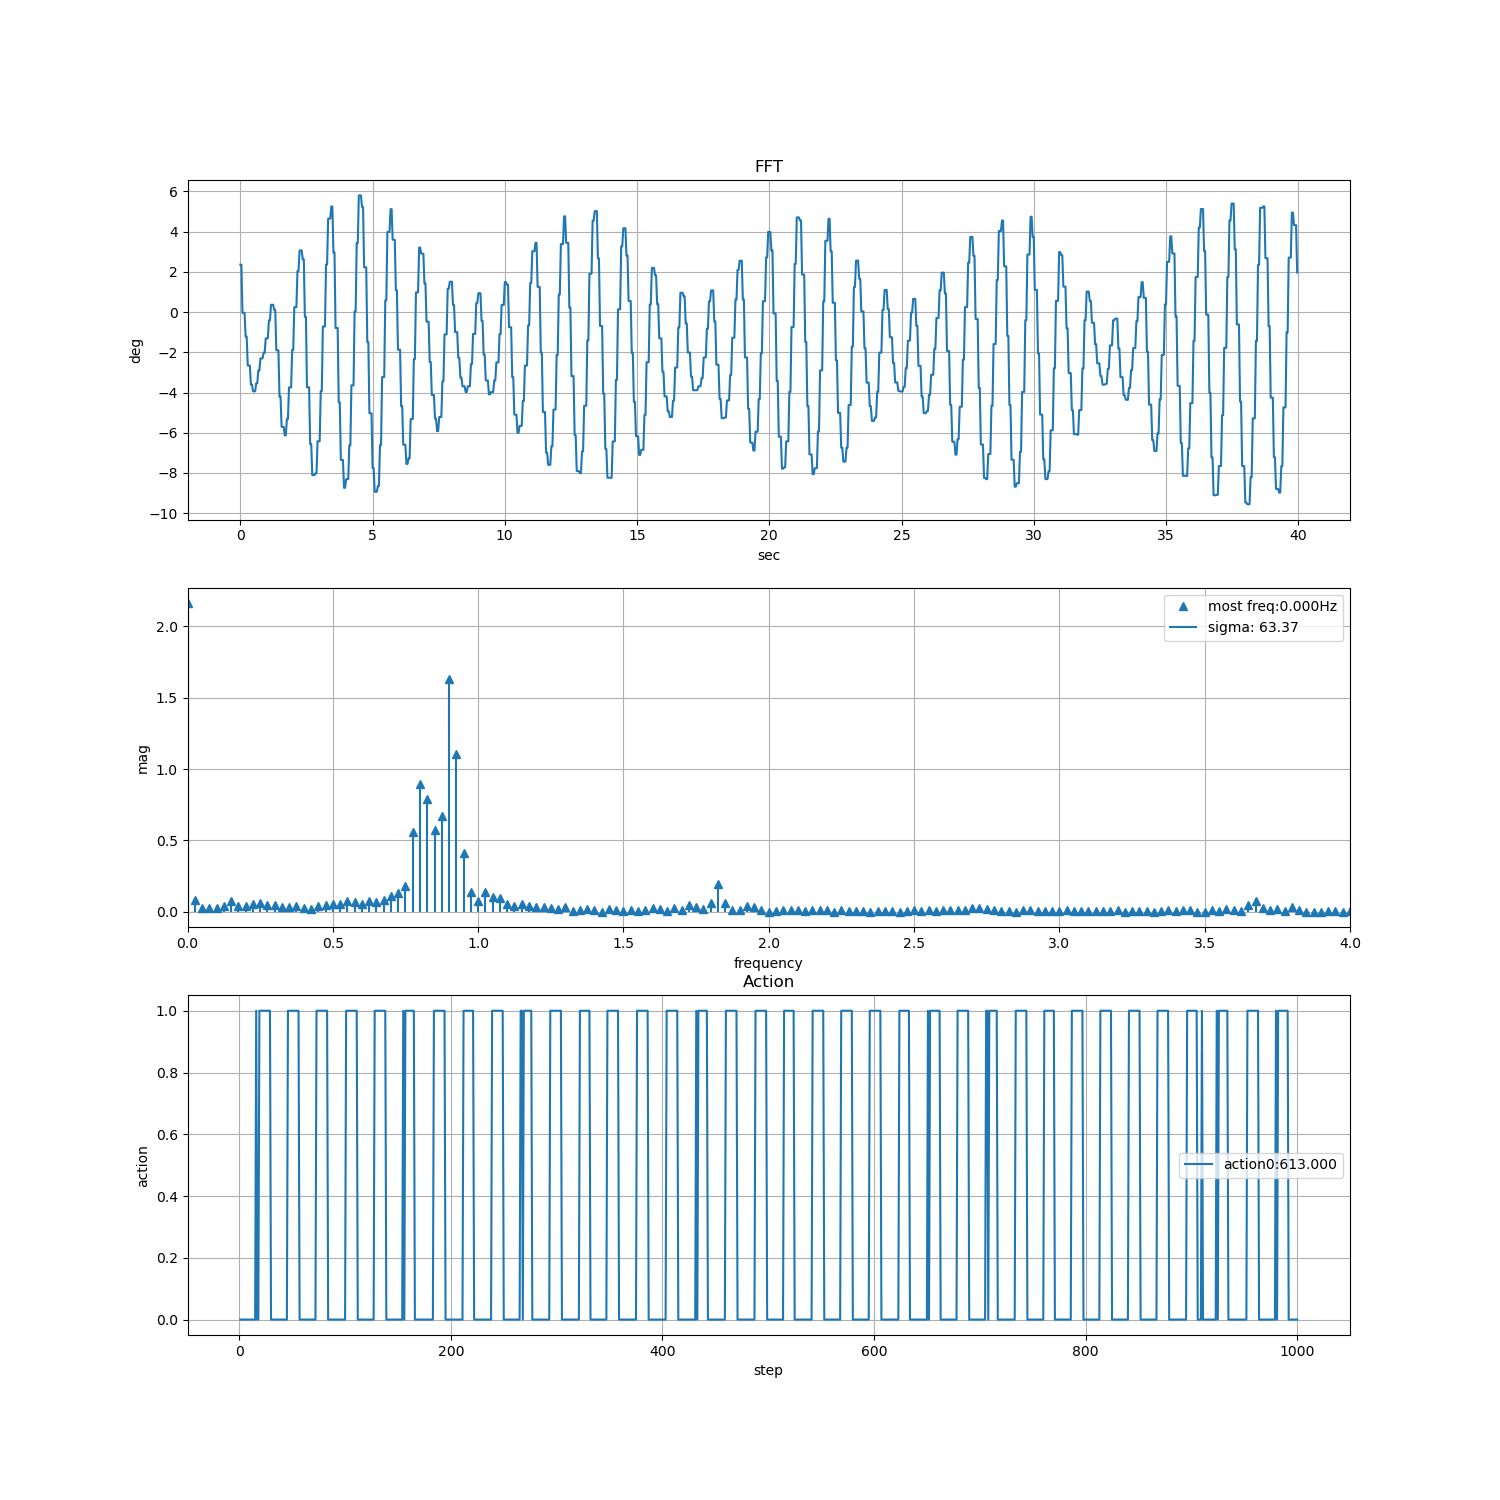 FFT
6
4
2
0
−2
−4
−6
−8
−10
deg
0 5 10 15 20 25 30 35 40
sec
most freq:0.000Hz
sigma: 63.37
2.0
1.5
1.0
0.5
0.0
mag
0.0 0.5 1.0 1.5 2.0 2.5 3.0 3.5 4.0
frequency
Action
1.0
0.8
0.6
0.4
0.2
0.0
action
action0:613.000
0 200 400 600 800 1000
step